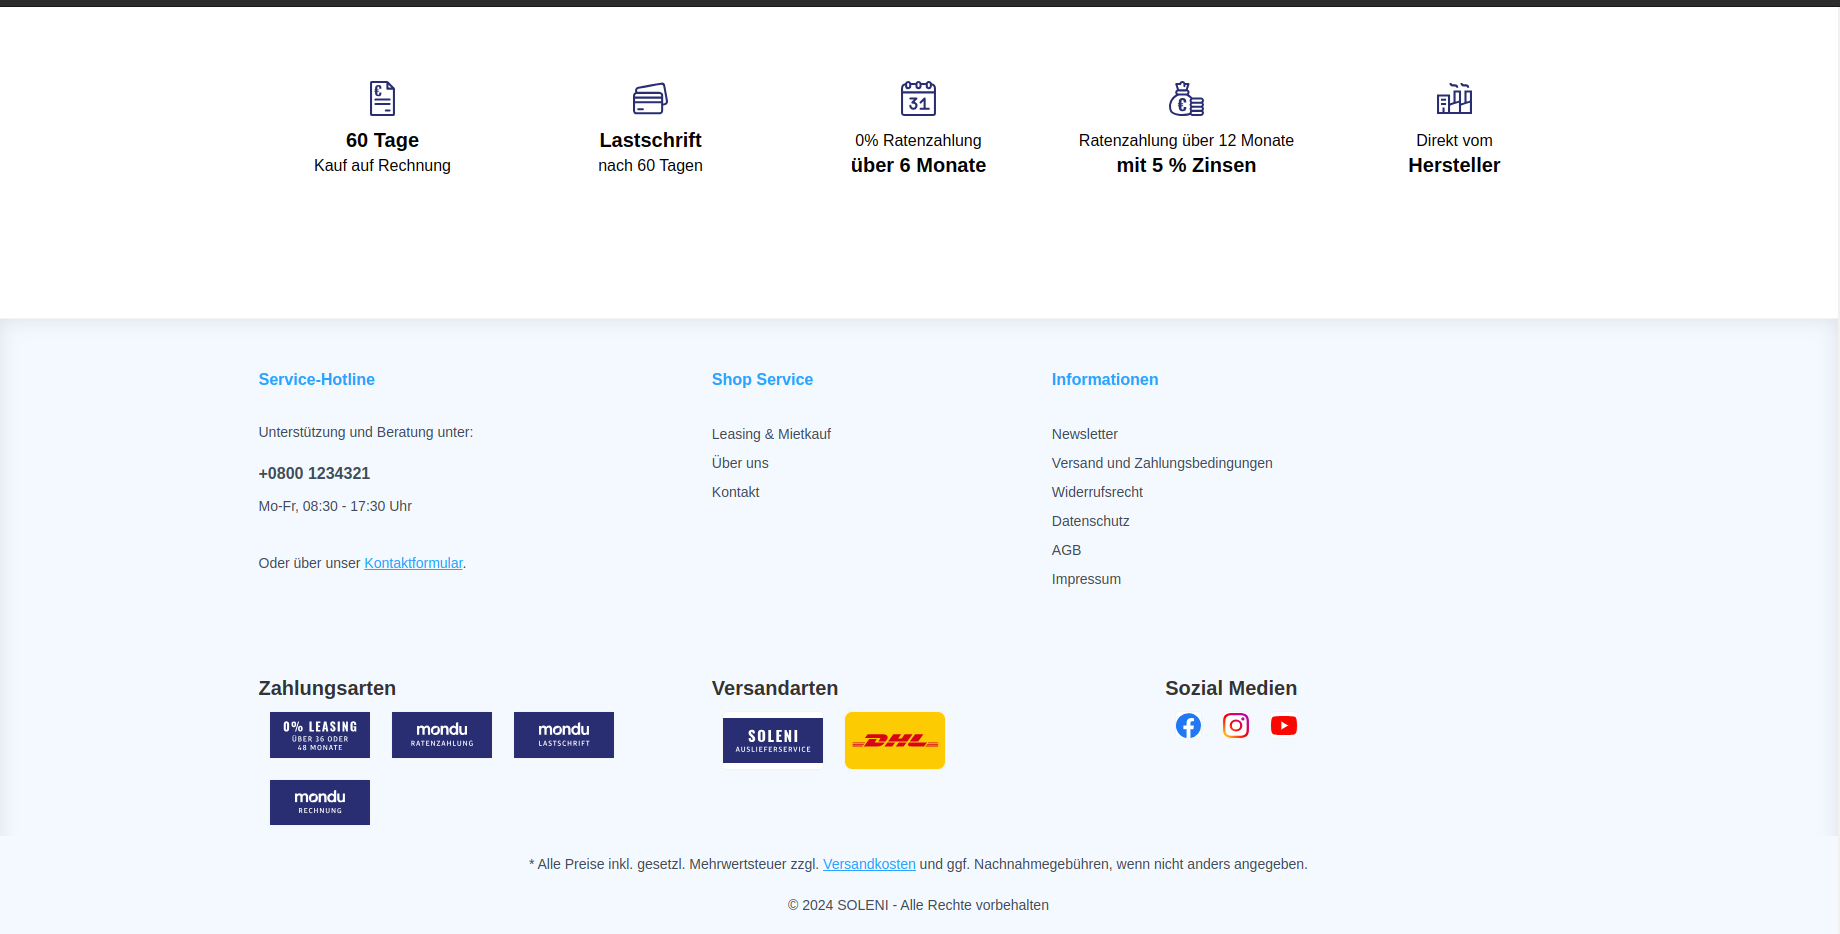 60 Tage
Kauf auf Rechnung
Lastschrift
nach 60 Tagen
31
0% Ratenzahlung
über 6 Monate
Ratenzahlung über 12 Monate
mit 5 % Zinsen
Direkt vom
Hersteller
Service-Hotline
Unterstützung und Beratung unter:
+0800 1234321
Mo-Fr, 08:30 - 17:30 Uhr
Oder über unser Kontaktformular.
Shop Service
Leasing & Mietkauf
Über uns
Kontakt
Informationen
Newsletter
Versand und Zahlungsbedingungen
Widerrufsrecht
Datenschutz
AGB
Impressum
Zahlungsarten
0% LEASING
ÜBER 36 ODER
48 MONATE
mondu
RATENZAHLUNG
mondu
LASTSCHRIFT
mondu
RECHNUNG
Versandarten
SOLENI
AUSLIEFERSERVICE
DHL
Sozial Medien
* Alle Preise inkl. gesetzl. Mehrwertsteuer zzgl. Versandkosten und ggf. Nachnahmegebühren, wenn nicht anders angegeben.
© 2024 SOLENI - Alle Rechte vorbehalten